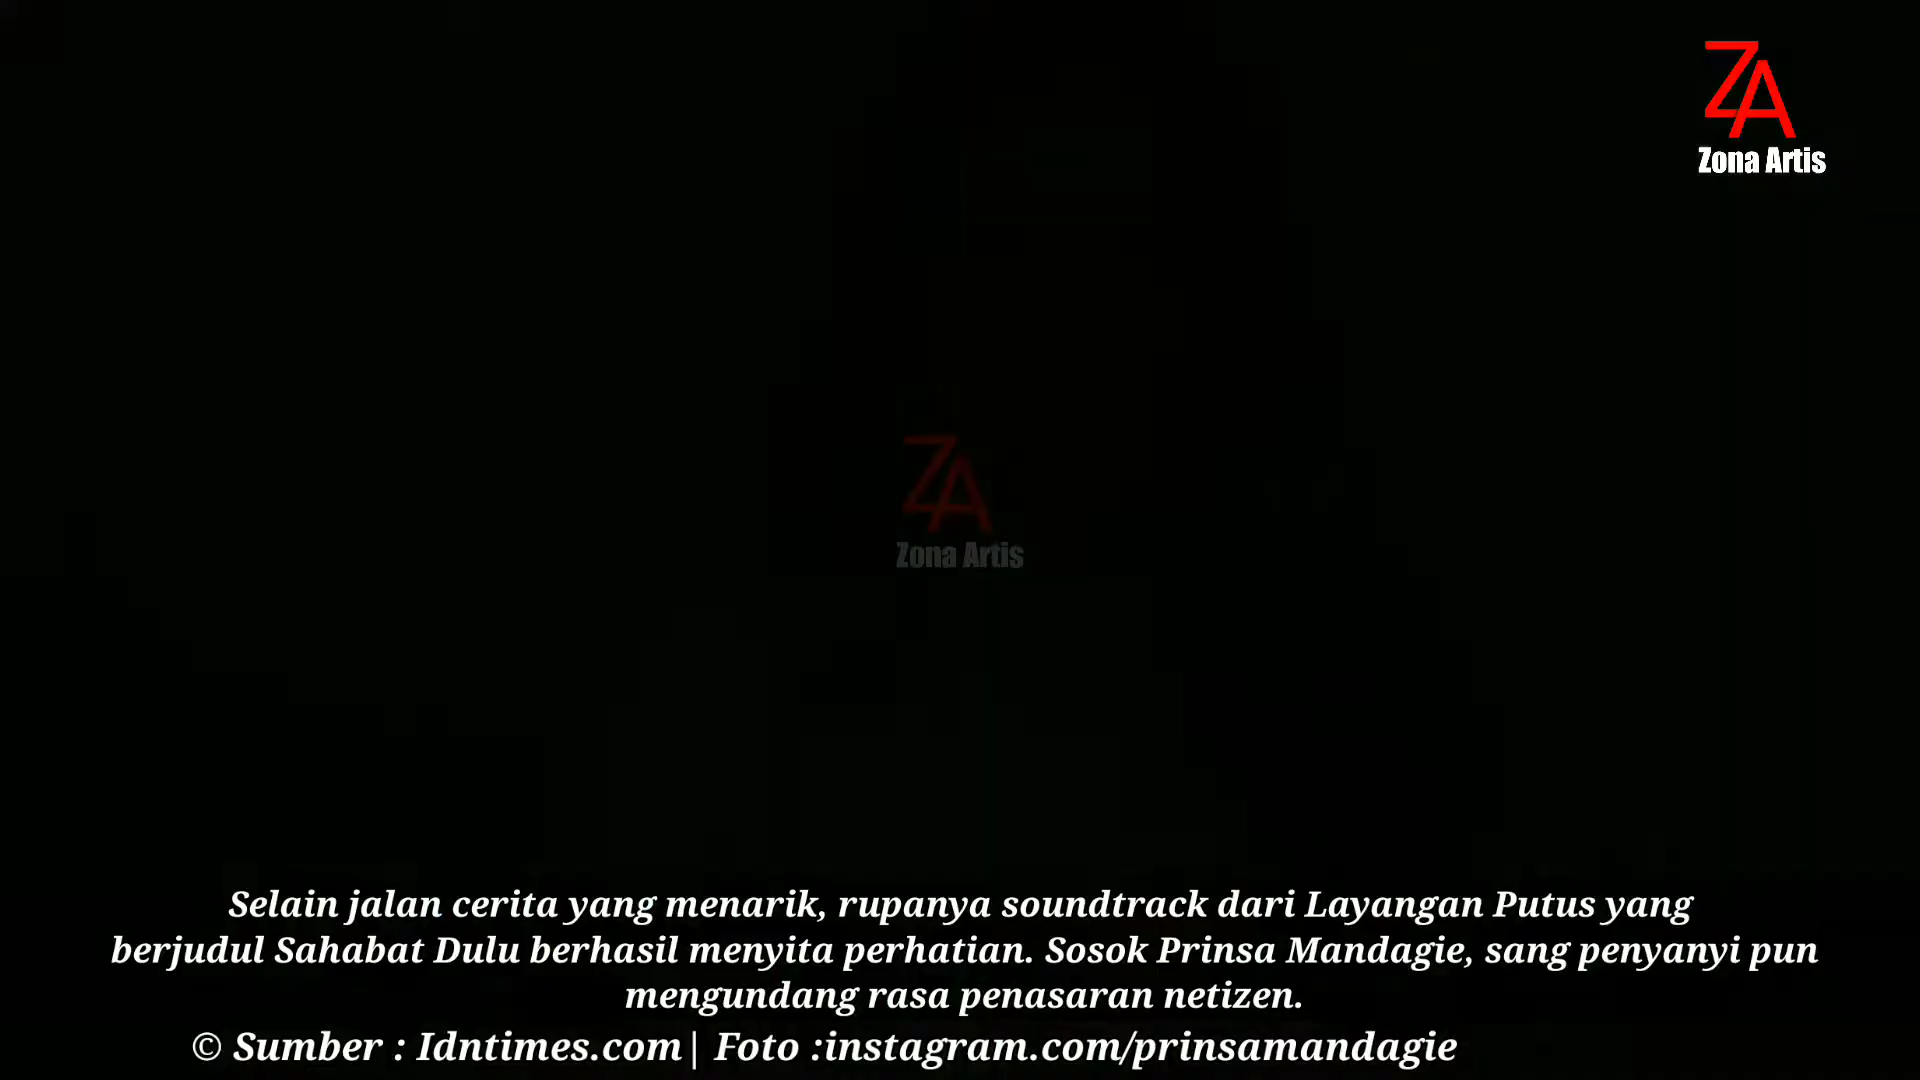 ZA
Zona Artis
ZA
Zona Artis
Selain jalan cerita yang menarik, rupanya soundtrack dari Layangan Putus yang
berjudul Sahabat Dulu berhasil menyita perhatian. Sosok Prinsa Mandagie, sang penyanyi pun
mengundang rasa penasaran netizen.
© Sumber : Idntimes.com| Foto :instagram.com/prinsamandagie